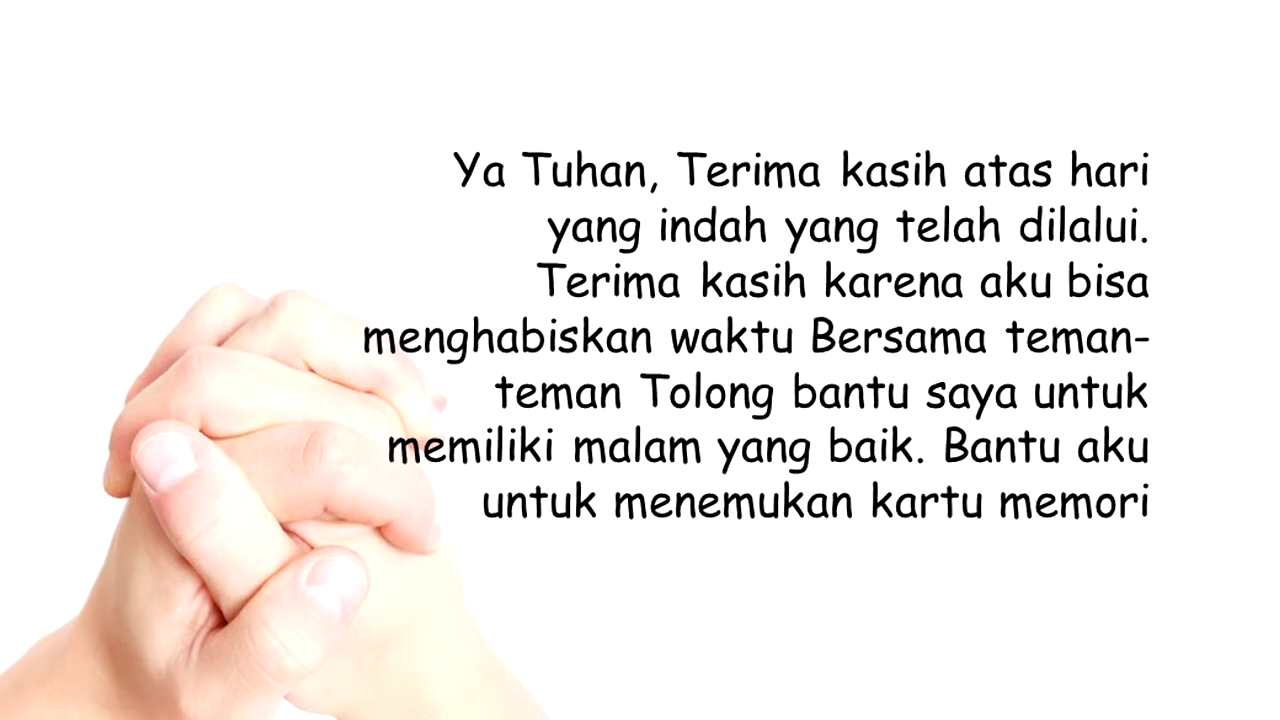 Ya Tuhan, Terima kasih atas hari
yang indah yang telah dilalui.
Terima kasih karena aku bisa
menghabiskan waktu Bersama teman-
teman Tolong bantu saya untuk
memiliki malam yang baik. Bantu aku
untuk menemukan kartu memori